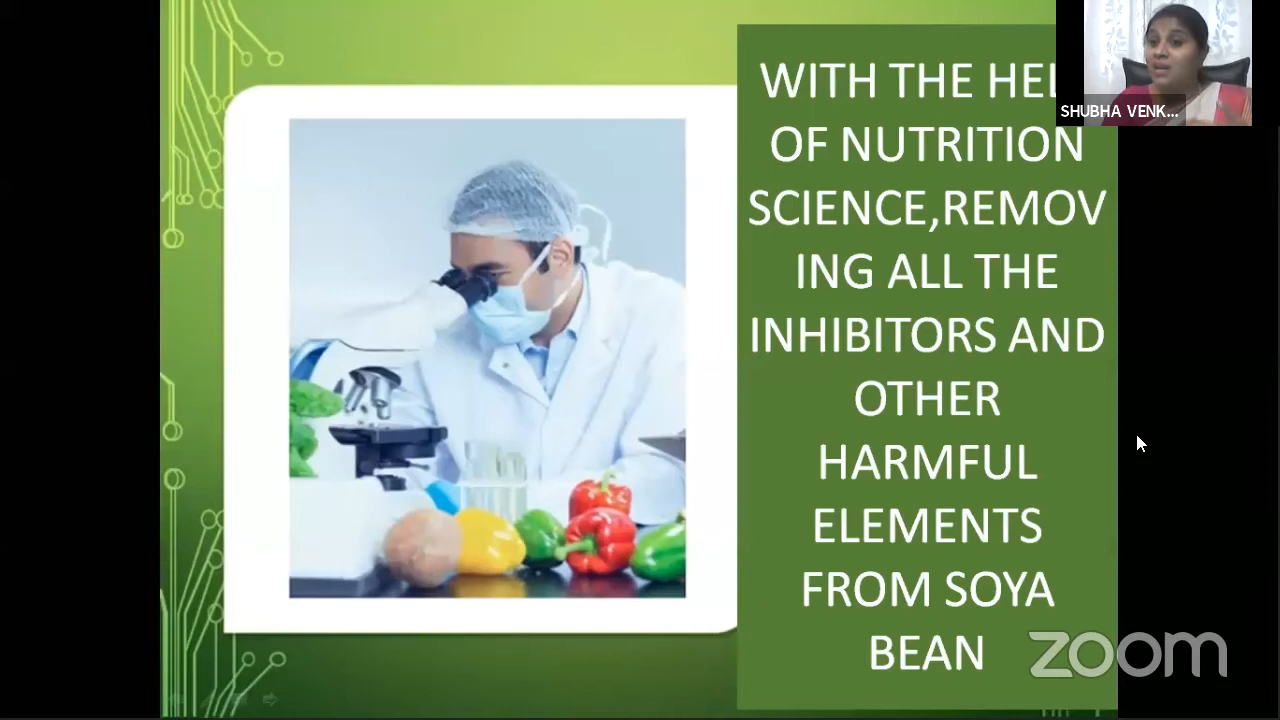 WITH THE HEL
OF NUTRITION
SCIENCE,REMOV
ING ALL THE
INHIBITORS AND
OTHER
HARMFUL
ELEMENTS
FROM SOYA
BEAN
SHUBHA VENK...
zoom